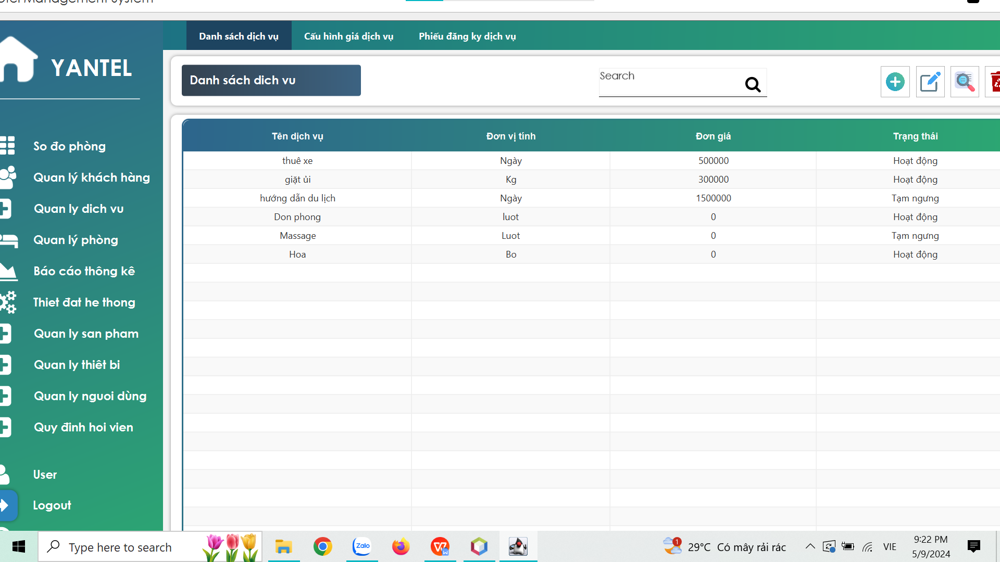 Management System
Danh sách dịch vụ
Cấu hình giá dịch vụ
Phiếu đăng ky dịch vụ
YANTEL
Danh sách dich vu
Search
So đo phòng
Quan lý khách hàng
Quan ly dich vu
Quan lý phòng
Báo cáo thông kê
Thiet đat he thong
Quan ly san pham
Quan ly thiêt bi
Quan ly nguoi dùng
Quy đinh hoi vien
User
Logout
Tên dịch vụ Đơn vị tính Đơn giá Trạng thái
thuê xe Ngày 500000 Hoạt động
giặt ủi Kg 300000 Hoạt động
hướng dẫn du lịch Ngày 1500000 Tạm ngưng
Don phong luot 0 Hoạt động
Massage Luot 0 Tạm ngưng
Hoa Bo 0 Hoạt động
Type here to search
Zalo
1
29°C Có mây rải rác
VIE
9:22 PM
5/9/2024